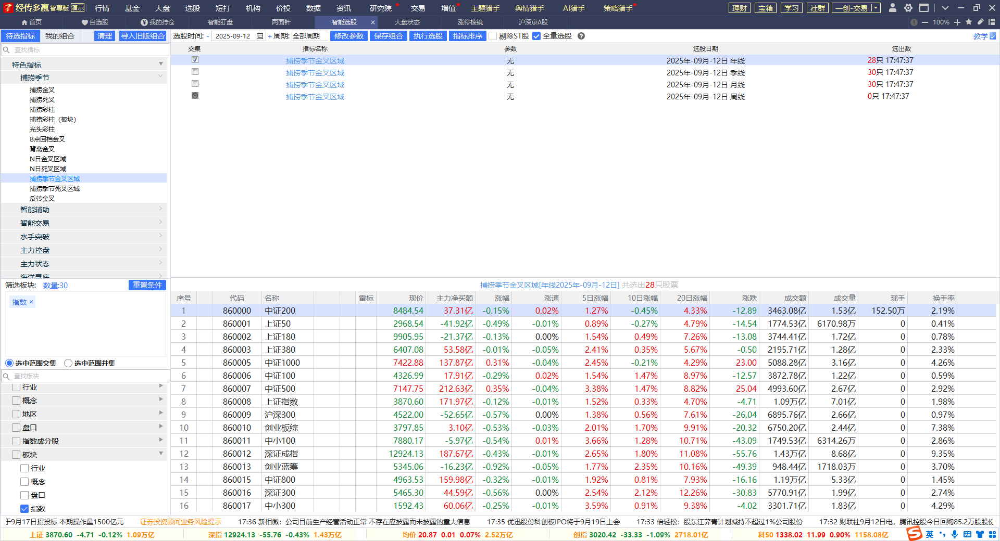 经传多赢 智尊版 演示 行情 基金 大盘 选股 短打 机构 价投 数据 资讯 研究院 交易 增值 主题猎手 舆情猎手 AI猎手 策略猎手 理财 宝箱 学习 社群 一创-交易
首页 自选股 我的持仓 智能盯盘 两面针 智能选股 × 大盘状态 涨停棱镜 沪深京A股 100%
待选指标 我的组合 清理 导入旧版组合 选股时间: - 2025-09-12 + 周期: 全部周期 修改参数 保存组合 执行选股 指标排序 剔除ST股 全量选股 教学
查找指标
交集 指标名称 参数 选股日期 选出数
捕捞季节金叉区域 无 2025年-09月-12日 年线 28只 17:47:37
捕捞季节金叉区域 无 2025年-09月-12日 季线 30只 17:47:37
捕捞季节金叉区域 无 2025年-09月-12日 月线 30只 17:47:37
捕捞季节金叉区域 无 2025年-09月-12日 周线 0只 17:47:37
特色指标
捕捞季节
捕捞金叉
捕捞死叉
捕捞彩柱
捕捞彩柱（板块）
光头彩柱
B点回档金叉
背离金叉
N日金叉区域
N日死叉区域
捕捞季节金叉区域
捕捞季节死叉区域
反转金叉
智能辅助
智能交易
水手突破
主力控盘
主力状态
海洋寻底
筛选板块: 数量:30 重置条件
指数 ×
选中范围交集 选中范围并集
查找板块
行业
概念
地区
盘口
指数成分股
板块
行业
概念
盘口
指数
捕捞季节金叉区域[年线2025年-09月-12日] 共选出28只股票
序号 代码 名称 雷标 现价 主力净买额 涨幅 涨速 5日涨幅 10日涨幅 20日涨幅 涨跌 成交额 成交量 现手 换手率
1 860000 中证200 8484.54 37.31亿 -0.15% 0.02% 1.27% -0.45% 4.33% -12.89 3463.08亿 1.53亿 152.50万 2.19%
2 860001 上证50 2968.54 -41.92亿 -0.49% -0.01% 0.89% -0.27% 4.79% -14.54 1774.53亿 6170.98万 0 0.41%
3 860002 上证180 9905.95 -21.37亿 -0.13% 0.00% 1.54% 0.49% 7.26% -13.08 3744.41亿 1.72亿 0 0.78%
4 860003 上证380 6407.08 53.58亿 -0.01% -0.05% 2.41% 0.35% 5.67% -0.50 2195.71亿 1.28亿 0 2.33%
5 860005 中证1000 7422.88 137.87亿 0.31% -0.04% 2.45% -0.21% 4.29% 23.00 5088.28亿 3.16亿 0 4.26%
6 860006 中证100 4326.99 17.91亿 -0.29% 0.02% 1.54% 1.47% 8.97% -12.57 3872.78亿 1.22亿 0 0.59%
7 860007 中证500 7147.75 212.63亿 0.35% -0.04% 3.38% 1.47% 8.82% 25.04 4993.60亿 2.67亿 0 2.92%
8 860008 上证指数 3870.60 171.97亿 -0.12% -0.01% 1.52% 0.33% 4.70% -4.71 1.09万亿 7.01亿 0 1.98%
9 860009 沪深300 4522.00 -52.65亿 -0.57% 0.00% 1.38% 0.56% 7.61% -26.04 6895.76亿 2.66亿 0 0.97%
10 860010 创业板综 3797.85 3.10亿 -0.53% -0.03% 2.01% 1.70% 9.91% -20.32 6750.20亿 2.44亿 0 7.38%
11 860011 中小100 7880.17 -5.97亿 -0.54% 0.01% 3.66% 1.28% 10.71% -43.09 1749.53亿 6314.26万 0 2.86%
12 860012 深证成指 12924.13 187.67亿 -0.43% -0.01% 2.65% 1.80% 11.08% -55.76 1.43万亿 8.68亿 0 9.35%
13 860013 创业蓝筹 5345.06 -16.23亿 -0.92% -0.05% 1.77% 2.35% 10.16% -49.39 948.44亿 1718.03万 0 3.70%
14 860015 中证800 4963.53 159.98亿 -0.32% -0.01% 1.92% 0.81% 7.93% -16.16 1.19万亿 5.33亿 0 1.45%
15 860016 深证300 5465.30 44.59亿 -0.56% 0.00% 2.54% 2.12% 12.26% -30.83 5770.91亿 1.99亿 0 2.74%
16 860017 中小300 1592.43 60.06亿 -0.25% -0.01% 3.59% 0.91% 9.38% -4.02 3301.71亿 1.83亿 0 4.29%
于9月17日招投标 本期操作量1500亿元 证券投资顾问业务风险提示 17:36 新相微：公司目前生产经营活动正常 不存在应披露而未披露的重大信息 17:35 优迅股份科创板IPO将于9月19日上会 17:33 倍轻松：股东汪荞青计划减持不超过1%公司股份 17:32 财联社9月12日电，腾讯控股今日回购85.2万股股份
上证 3870.60 -4.71 -0.12% 1.09万亿 深指 12924.13 -55.76 -0.43% 1.43万亿 均价 20.87 0.01 0.07% 2.52万亿 创指 3020.42 -33.33 -1.09% 2718.01亿 科50 1338.02 11.99 0.90% 1158.08亿 英